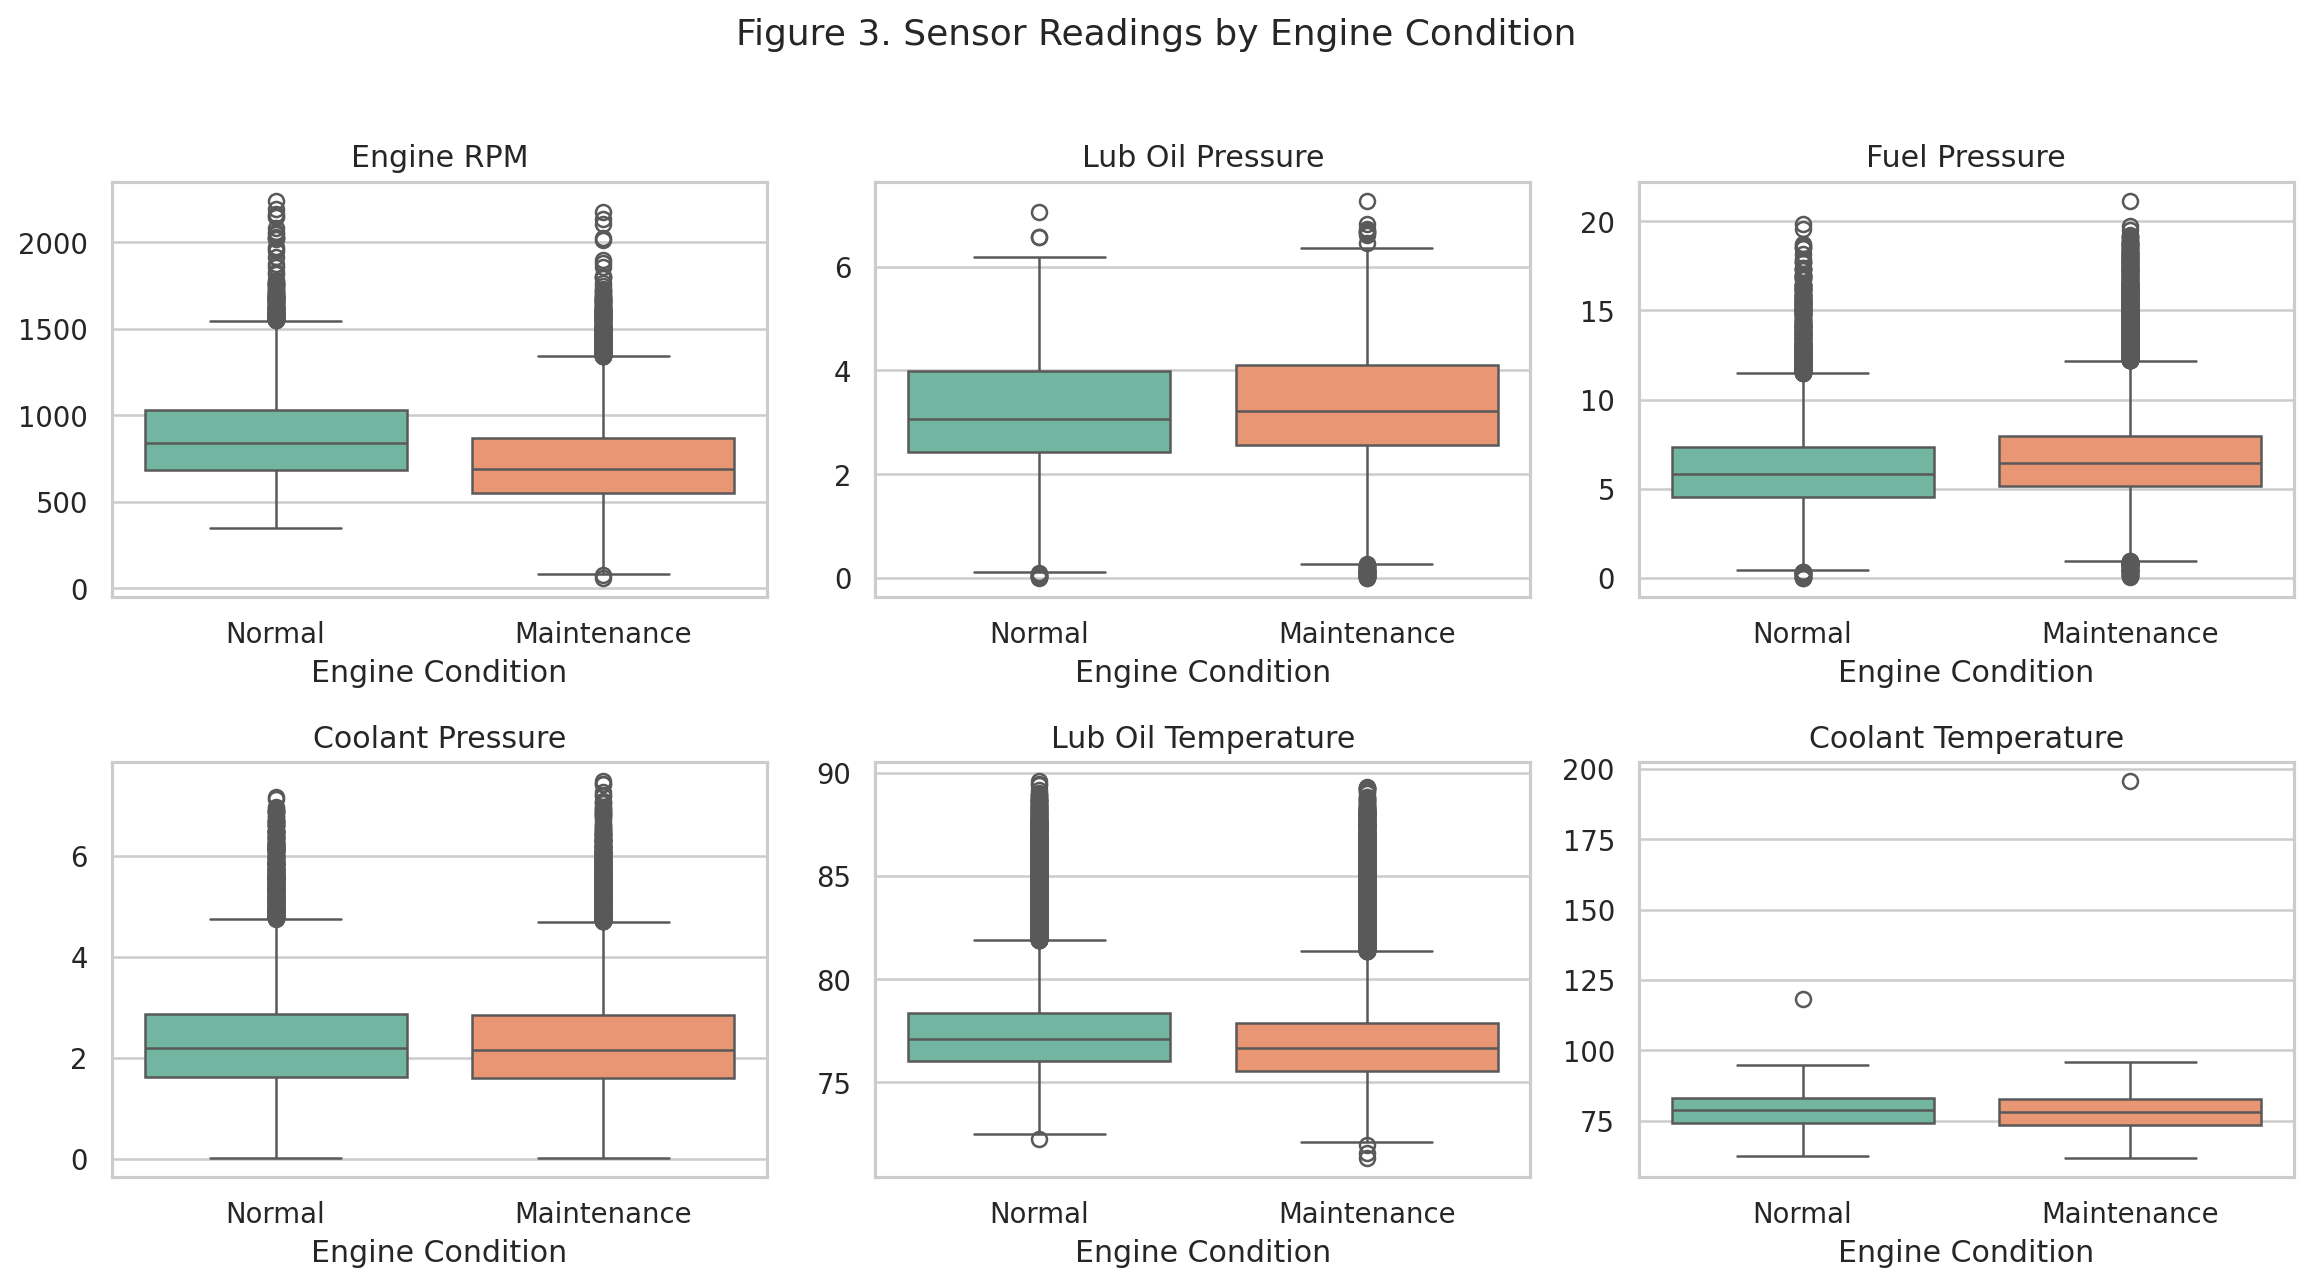 Figure 3. Sensor Readings by Engine Condition
Engine RPM
2000
1500
1000
500
0
Normal
Maintenance
Engine Condition
Lub Oil Pressure
6
4
2
0
Normal
Maintenance
Engine Condition
Fuel Pressure
20
15
10
5
0
Normal
Maintenance
Engine Condition
Coolant Pressure
6
4
2
0
Normal
Maintenance
Engine Condition
Lub Oil Temperature
90
85
80
75
Normal
Maintenance
Engine Condition
Coolant Temperature
200
175
150
125
100
75
Normal
Maintenance
Engine Condition